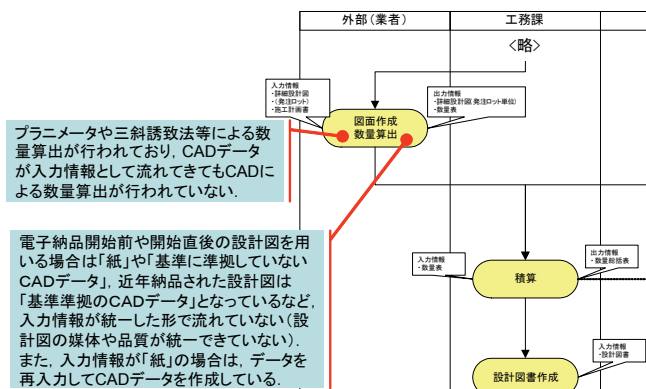 外部(業者)
工務課
<略>
入力情報
・詳細設計図
・(発注ロット)
・施工計画書
出力情報
・詳細設計図(発注ロット単位)
・数量表
図面作成
数量算出
プラニメータや三斜誘致法等による数
量算出が行われており，CADデータ
が入力情報として流れてきてもCADに
よる数量算出が行われていない．
電子納品開始前や開始直後の設計図を用
いる場合は「紙」や「基準に準拠していない
CADデータ」，近年納品された設計図は
「基準準拠のCADデータ」となっているなど，
入力情報が統一した形で流れていない(設
計図の媒体や品質が統一できていない)．
また，入力情報が「紙」の場合は，データを
再入力してCADデータを作成している．
入力情報
・数量表
積算
出力情報
・数量総括表
設計図書作成
入力情報
・設計図書